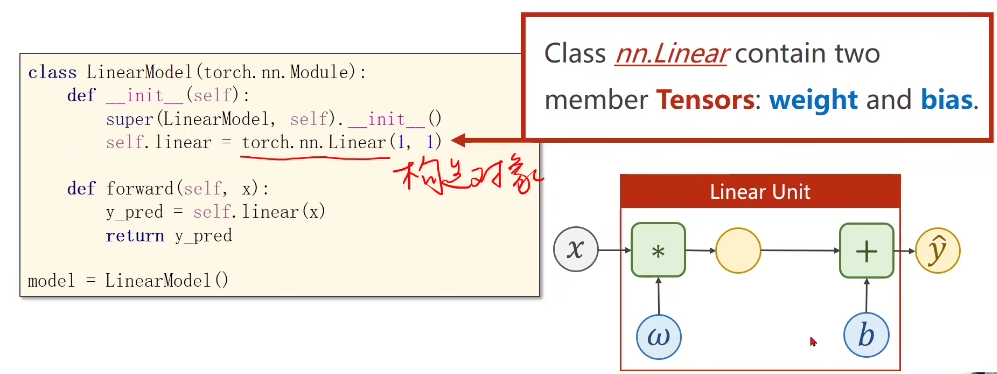 Class nn.Linear contain two
member Tensors: weight and bias.
class LinearModel(torch.nn.Module):
    def __init__(self):
        super(LinearModel, self).__init__()
        self.linear = torch.nn.Linear(1, 1)
构造对象
    def forward(self, x):
        y_pred = self.linear(x)
        return y_pred
model = LinearModel()
Linear Unit
x * + ŷ
ω b